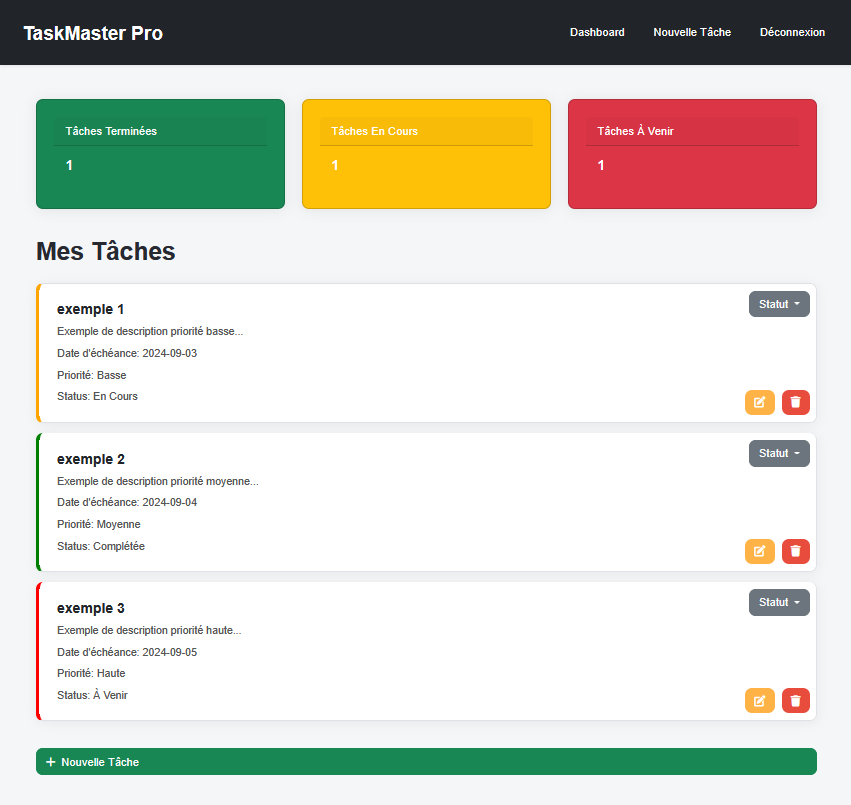 TaskMaster Pro
Dashboard
Nouvelle Tâche
Déconnexion
Tâches Terminées
1
Tâches En Cours
1
Tâches À Venir
1
Mes Tâches
exemple 1
Statut
Exemple de description priorité basse...
Date d'échéance: 2024-09-03
Priorité: Basse
Status: En Cours
exemple 2
Statut
Exemple de description priorité moyenne...
Date d'échéance: 2024-09-04
Priorité: Moyenne
Status: Complétée
exemple 3
Statut
Exemple de description priorité haute...
Date d'échéance: 2024-09-05
Priorité: Haute
Status: À Venir
Nouvelle Tâche